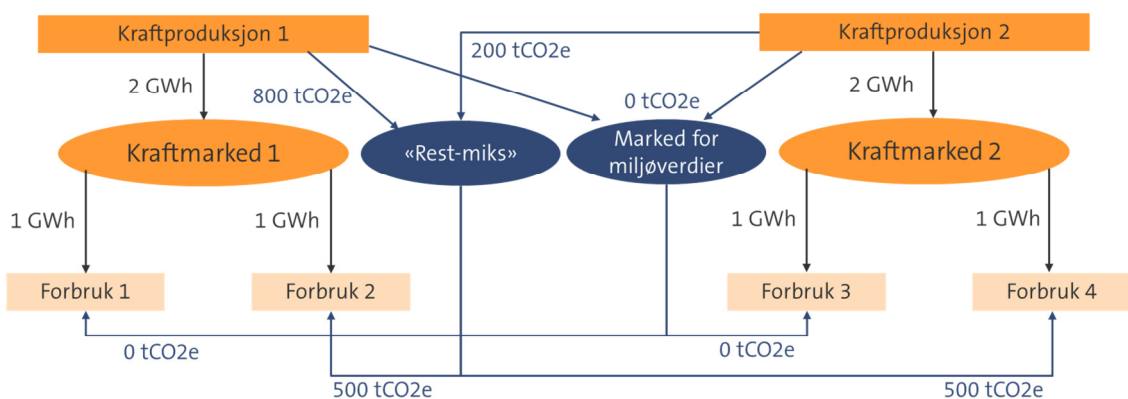 Kraftproduksjon 1
Kraftproduksjon 2
200 tCO2e
2 GWh
800 tCO2e
0 tCO2e
2 GWh
Kraftmarked 1
«Rest-miks»
Marked for
miljøverdier
Kraftmarked 2
1 GWh
1 GWh
1 GWh
1 GWh
Forbruk 1
Forbruk 2
Forbruk 3
Forbruk 4
0 tCO2e
0 tCO2e
500 tCO2e
500 tCO2e